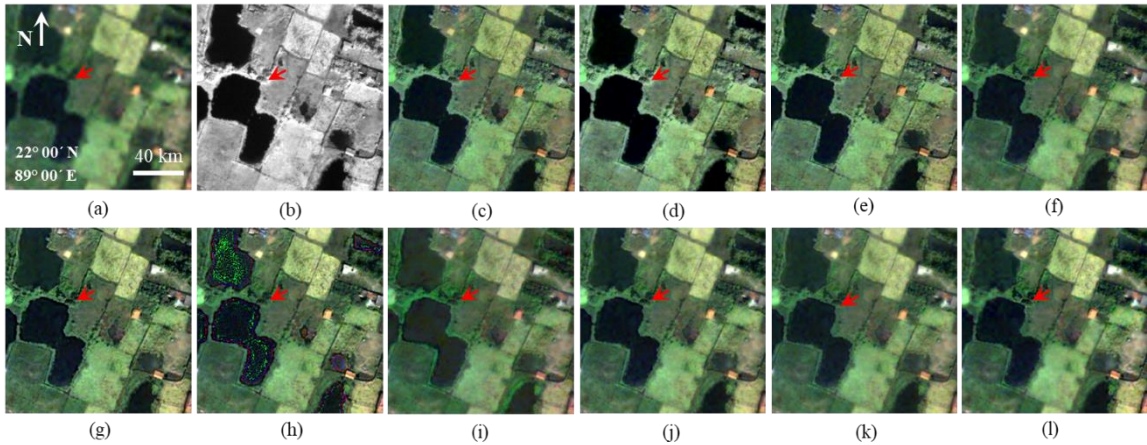 N
22° 00´ N
89° 00´ E
40 km
(a)
(b)
(c)
(d)
(e)
(f)
(g)
(h)
(i)
(j)
(k)
(l)